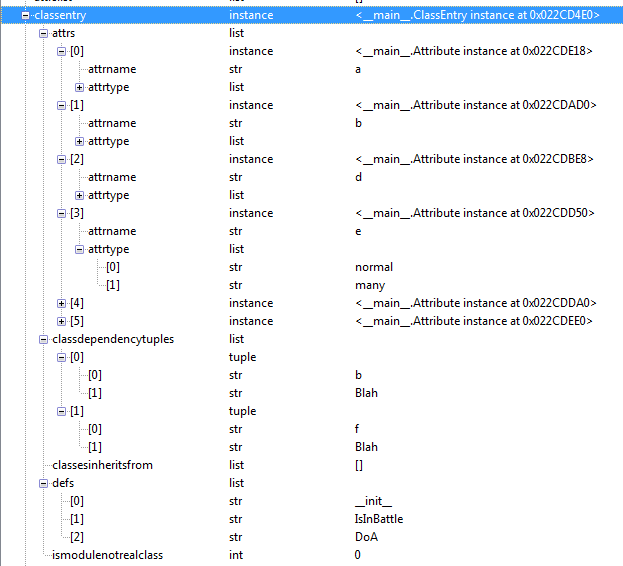 classentry instance <__main__.ClassEntry instance at 0x022CD4E0>
attrs list
[0] instance <__main__.Attribute instance at 0x022CDE18>
attrname str a
attrtype list
[1] instance <__main__.Attribute instance at 0x022CDAD0>
attrname str b
attrtype list
[2] instance <__main__.Attribute instance at 0x022CDBE8>
attrname str d
attrtype list
[3] instance <__main__.Attribute instance at 0x022CDD50>
attrname str e
attrtype list
[0] str normal
[1] str many
[4] instance <__main__.Attribute instance at 0x022CDDA0>
[5] instance <__main__.Attribute instance at 0x022CDEE0>
classdependencytuples list
[0] tuple
[0] str b
[1] str Blah
[1] tuple
[0] str f
[1] str Blah
classesinheritsfrom list []
defs list
[0] str __init__
[1] str IsInBattle
[2] str DoA
ismodulenotrealclass int 0